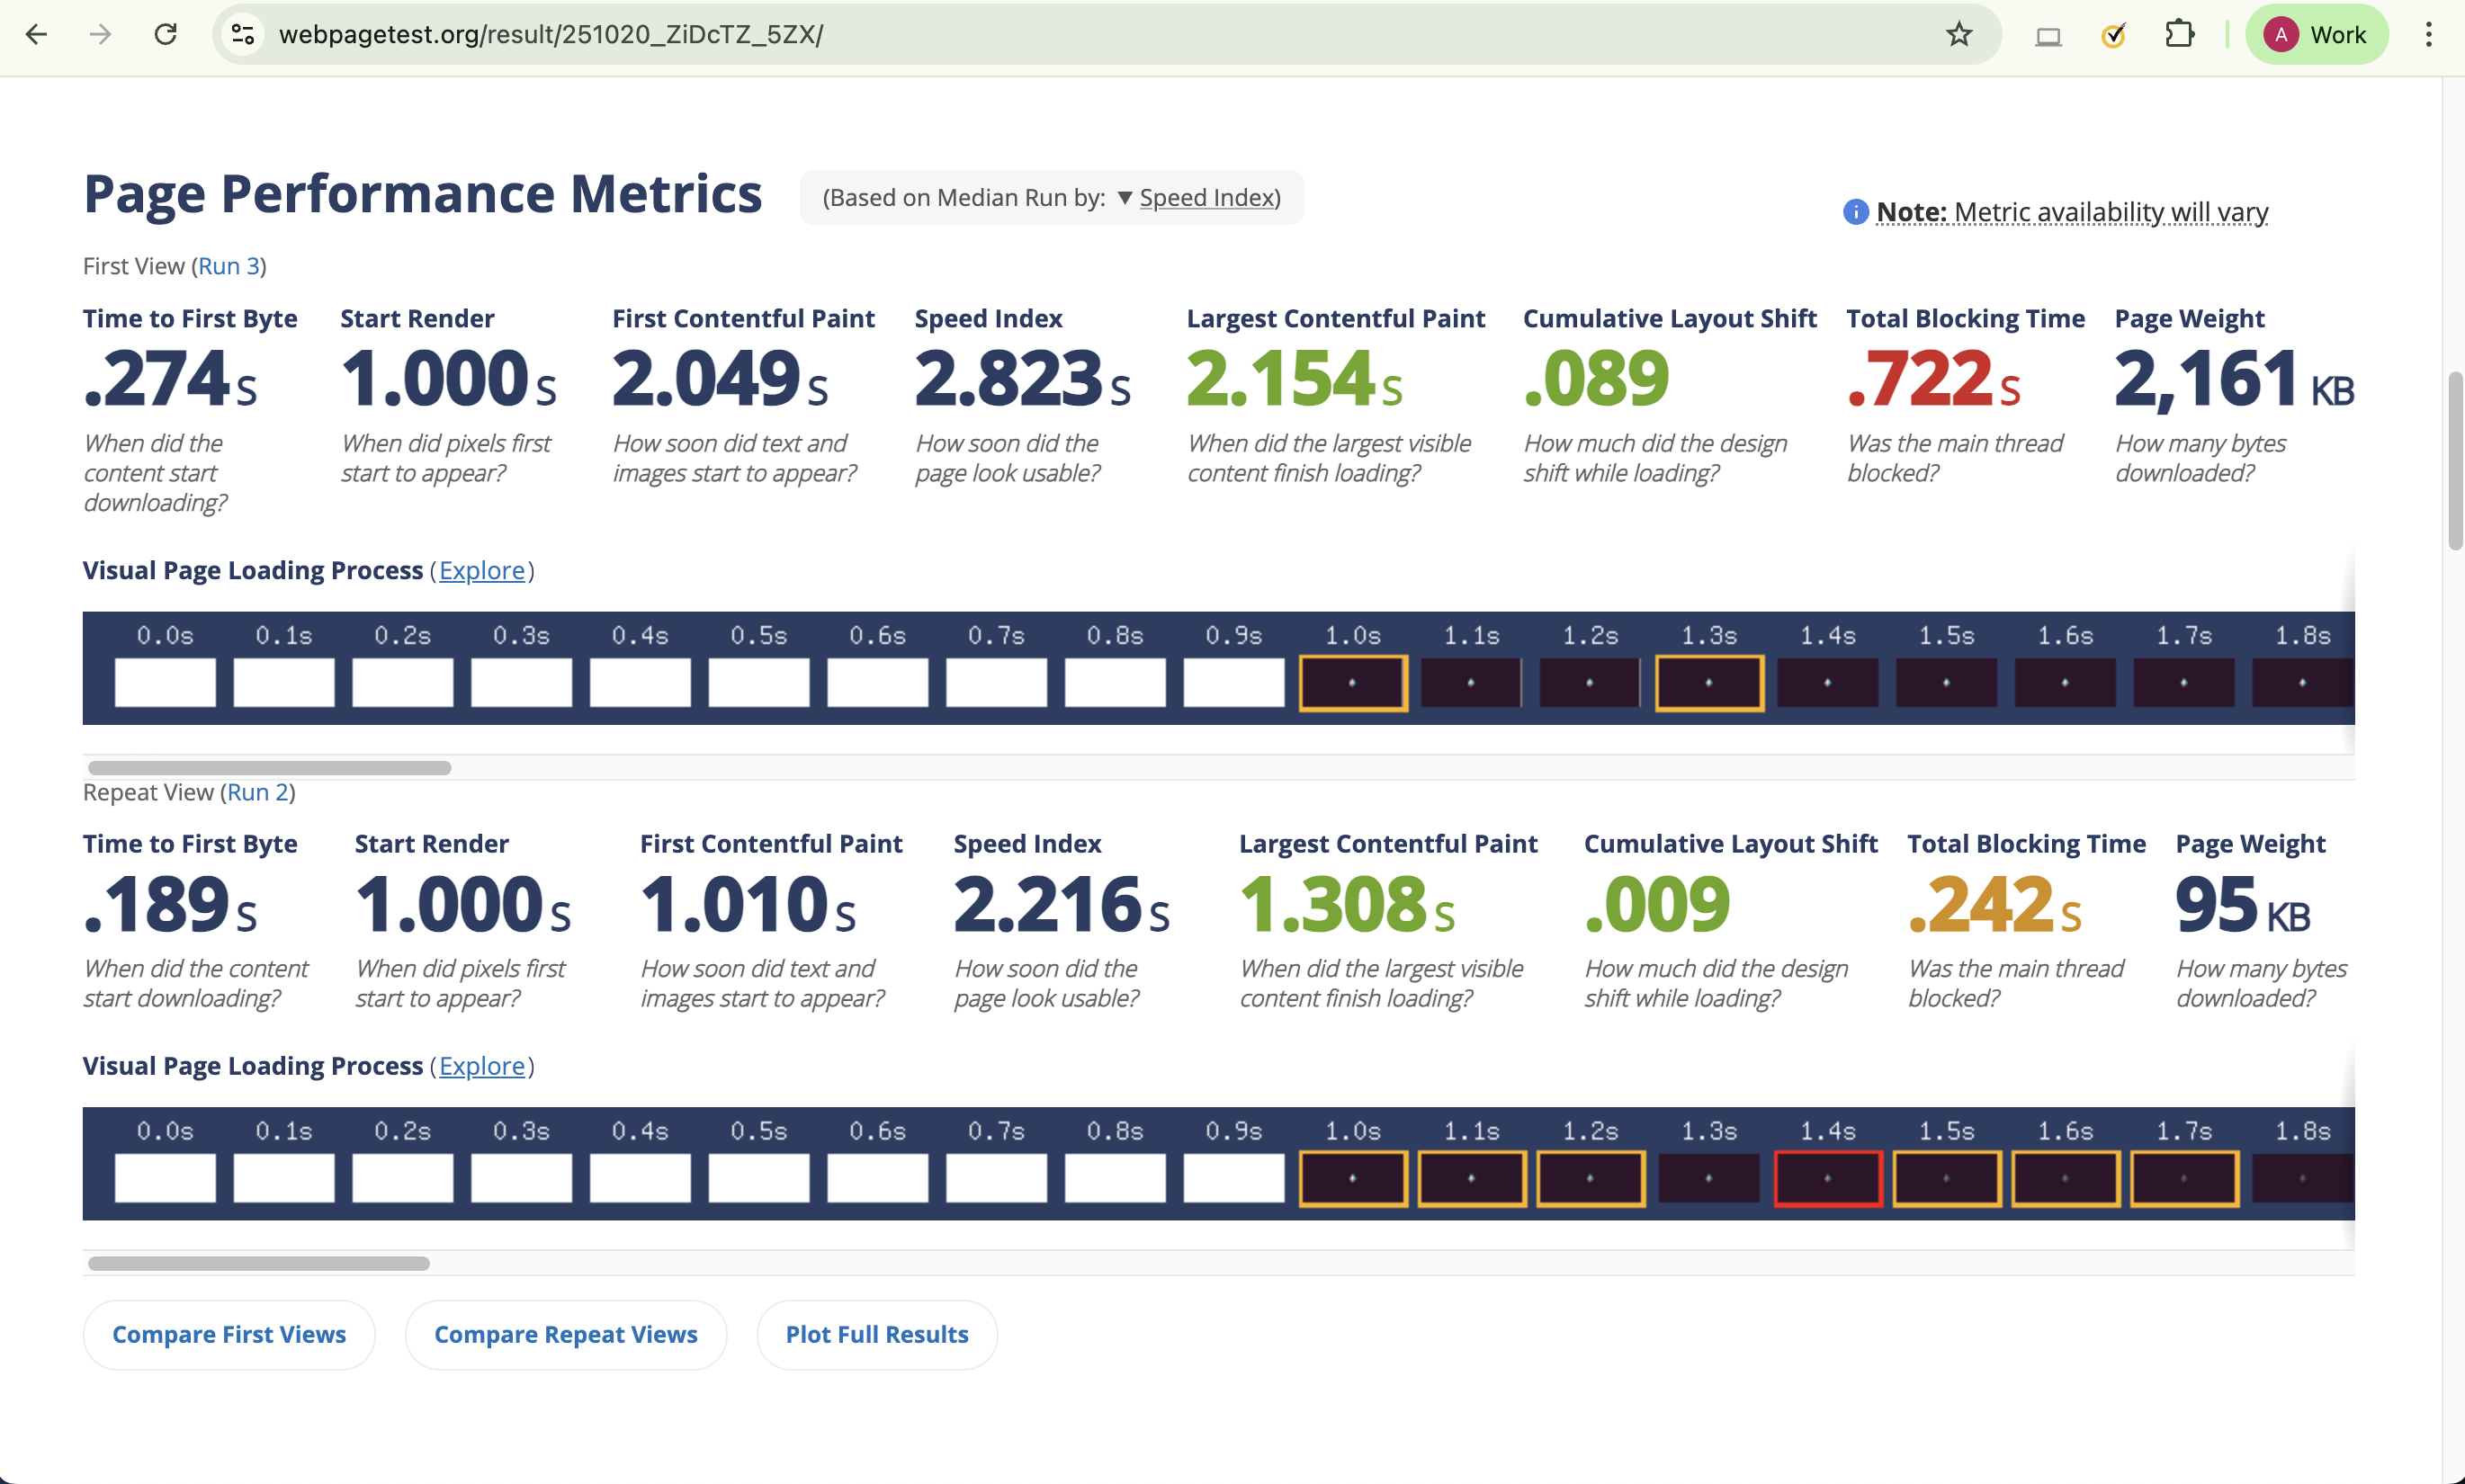 webpagetest.org/result/251020_ZiDcTZ_5ZX/
A Work
Page Performance Metrics (Based on Median Run by: ▼ Speed Index)
Note: Metric availability will vary
First View (Run 3)
Time to First Byte
.274 s
When did the
content start
downloading?
Start Render
1.000 s
When did pixels first
start to appear?
First Contentful Paint
2.049 s
How soon did text and
images start to appear?
Speed Index
2.823 s
How soon did the
page look usable?
Largest Contentful Paint
2.154 s
When did the largest visible
content finish loading?
Cumulative Layout Shift
.089
How much did the design
shift while loading?
Total Blocking Time
.722 s
Was the main thread
blocked?
Page Weight
2,161 KB
How many bytes
downloaded?
Visual Page Loading Process (Explore)
0.0s 0.1s 0.2s 0.3s 0.4s 0.5s 0.6s 0.7s 0.8s 0.9s 1.0s 1.1s 1.2s 1.3s 1.4s 1.5s 1.6s 1.7s 1.8s
Repeat View (Run 2)
Time to First Byte
.189 s
When did the content
start downloading?
Start Render
1.000 s
When did pixels first
start to appear?
First Contentful Paint
1.010 s
How soon did text and
images start to appear?
Speed Index
2.216 s
How soon did the
page look usable?
Largest Contentful Paint
1.308 s
When did the largest visible
content finish loading?
Cumulative Layout Shift
.009
How much did the design
shift while loading?
Total Blocking Time
.242 s
Was the main thread
blocked?
Page Weight
95 KB
How many bytes
downloaded?
Visual Page Loading Process (Explore)
0.0s 0.1s 0.2s 0.3s 0.4s 0.5s 0.6s 0.7s 0.8s 0.9s 1.0s 1.1s 1.2s 1.3s 1.4s 1.5s 1.6s 1.7s 1.8s
Compare First Views
Compare Repeat Views
Plot Full Results